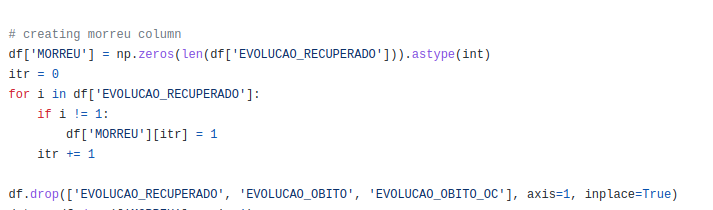 # creating morreu column
df['MORREU'] = np.zeros(len(df['EVOLUCAO_RECUPERADO'])).astype(int)
itr = 0
for i in df['EVOLUCAO_RECUPERADO']:
    if i != 1:
        df['MORREU'][itr] = 1
    itr += 1
df.drop(['EVOLUCAO_RECUPERADO', 'EVOLUCAO_OBITO', 'EVOLUCAO_OBITO_OC'], axis=1, inplace=True)